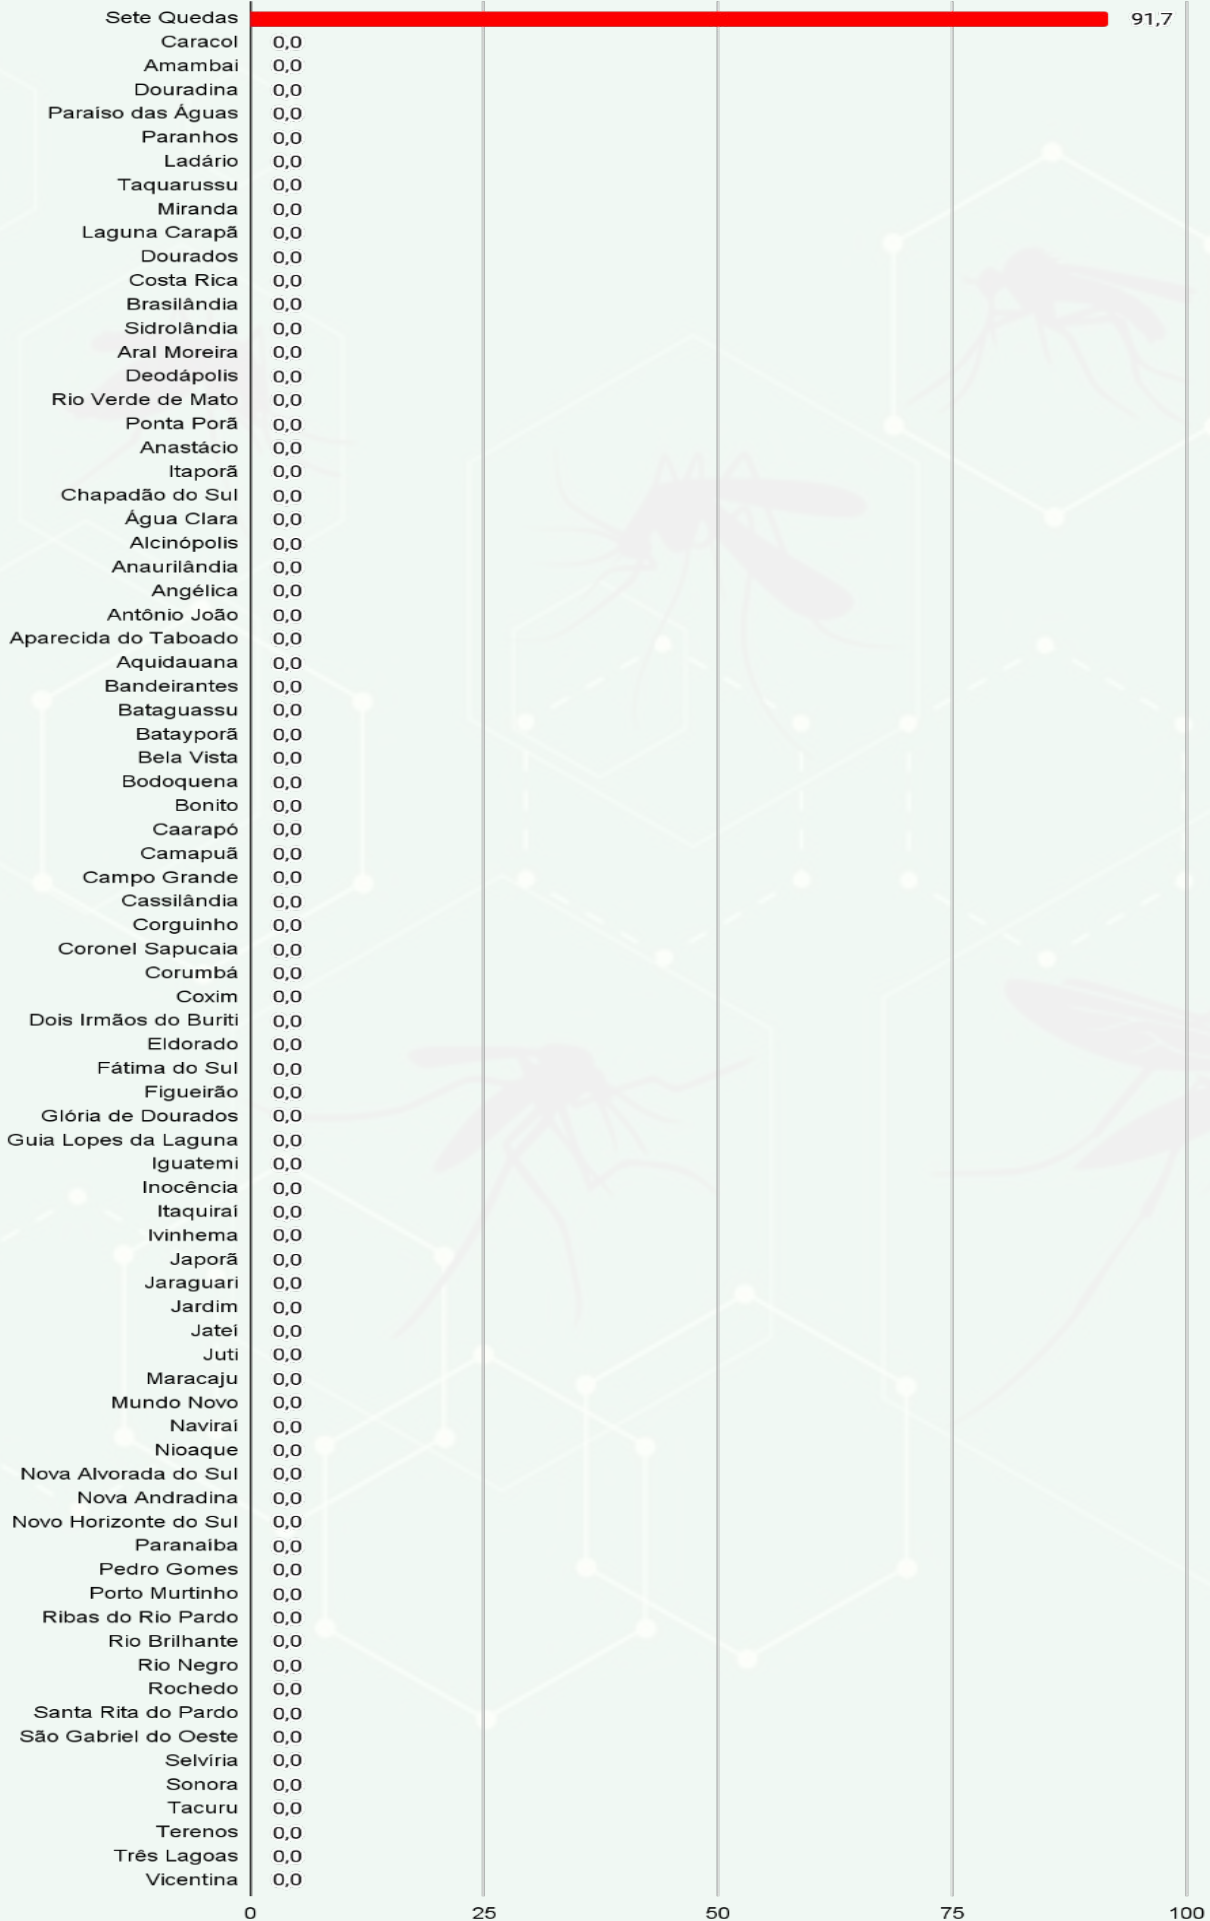 Sete Quedas 91,7
Caracol 0,0
Amambai 0,0
Douradina 0,0
Paraíso das Águas 0,0
Paranhos 0,0
Ladário 0,0
Taquarussu 0,0
Miranda 0,0
Laguna Carapã 0,0
Dourados 0,0
Costa Rica 0,0
Brasilândia 0,0
Sidrolândia 0,0
Aral Moreira 0,0
Deodápolis 0,0
Rio Verde de Mato 0,0
Ponta Porã 0,0
Anastácio 0,0
Itaporã 0,0
Chapadão do Sul 0,0
Água Clara 0,0
Alcinópolis 0,0
Anaurilândia 0,0
Angélica 0,0
Antônio João 0,0
Aparecida do Taboado 0,0
Aquidauana 0,0
Bandeirantes 0,0
Bataguassu 0,0
Batayporã 0,0
Bela Vista 0,0
Bodoquena 0,0
Bonito 0,0
Caarapó 0,0
Camapuã 0,0
Campo Grande 0,0
Cassilândia 0,0
Corguinho 0,0
Coronel Sapucaia 0,0
Corumbá 0,0
Coxim 0,0
Dois Irmãos do Buriti 0,0
Eldorado 0,0
Fátima do Sul 0,0
Figueirão 0,0
Glória de Dourados 0,0
Guia Lopes da Laguna 0,0
Iguatemi 0,0
Inocência 0,0
Itaquiraí 0,0
Ivinhema 0,0
Japorã 0,0
Jaraguari 0,0
Jardim 0,0
Jateí 0,0
Juti 0,0
Maracaju 0,0
Mundo Novo 0,0
Naviraí 0,0
Nioaque 0,0
Nova Alvorada do Sul 0,0
Nova Andradina 0,0
Novo Horizonte do Sul 0,0
Paranaíba 0,0
Pedro Gomes 0,0
Porto Murtinho 0,0
Ribas do Rio Pardo 0,0
Rio Brilhante 0,0
Rio Negro 0,0
Rochedo 0,0
Santa Rita do Pardo 0,0
São Gabriel do Oeste 0,0
Selvíria 0,0
Sonora 0,0
Tacuru 0,0
Terenos 0,0
Três Lagoas 0,0
Vicentina 0,0
0 25 50 75 100